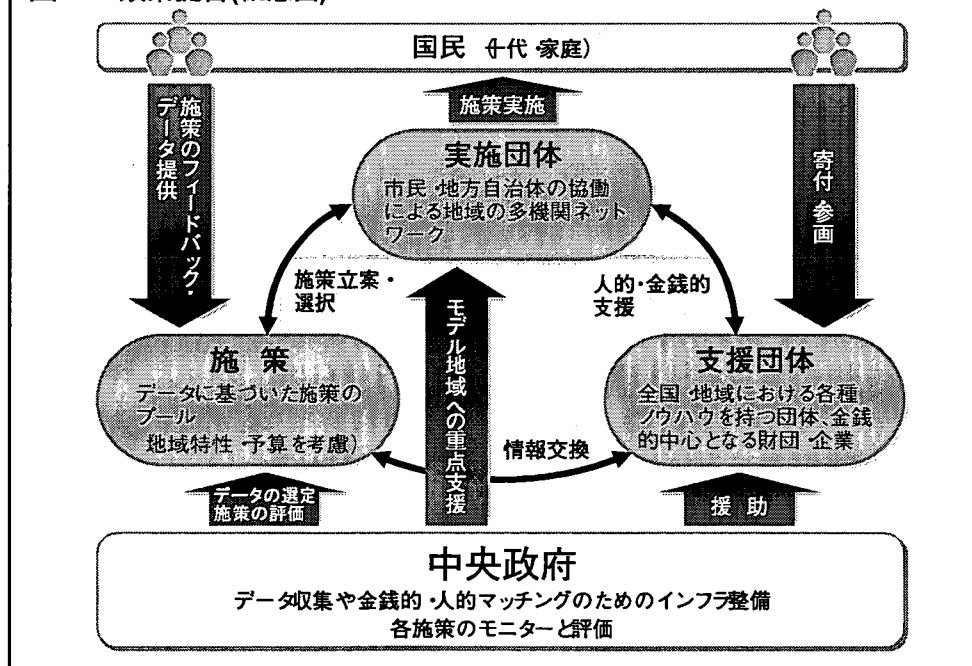 国民 (十代・家庭)
施策実施
施策のフィードバック・
データ提供
寄付・参画
実施団体
市民・地方自治体の協働
による地域の多機関ネット
ワーク
施策立案・
選択
人的・金銭的
支援
モデル地域への重点支援
施 策
データに基づいた施策の
プール
地域特性・予算を考慮)
支援団体
全国・地域における各種
ノウハウを持つ団体、金銭
的中心となる財団・企業
情報交換
データの選定
施策の評価
援 助
中央政府
データ収集や金銭的・人的マッチングのためのインフラ整備
各施策のモニターと評価